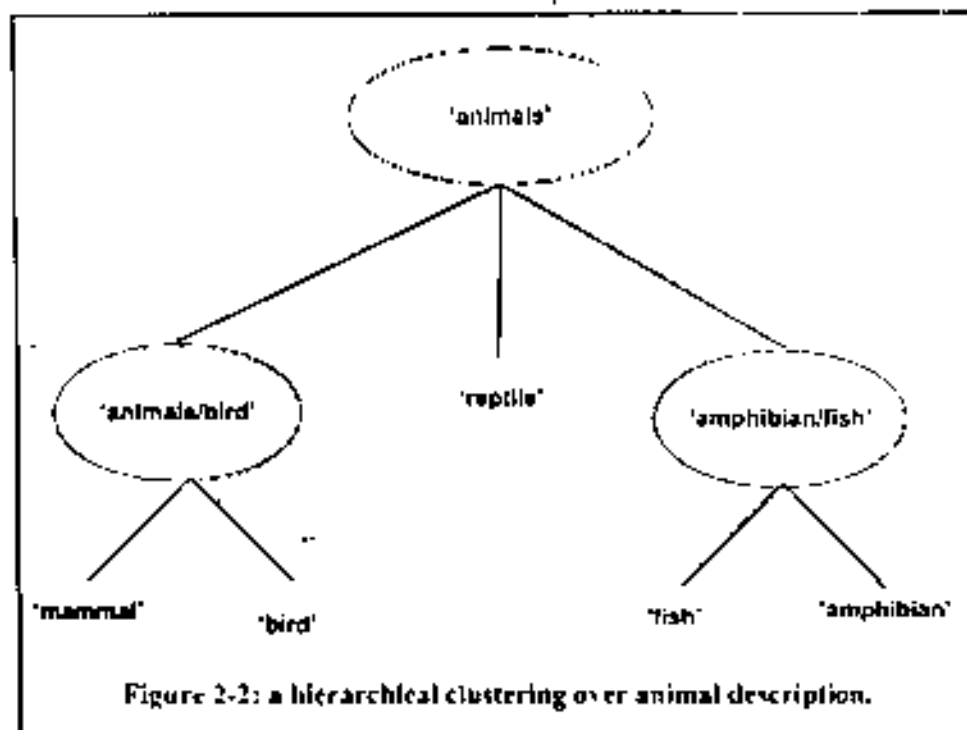 'animals'
'animals/bird'
'reptile'
'amphibian/fish'
'mammal'
'bird'
'fish'
'amphibian'
Figure 2-2: a hierarchical clustering over animal description.